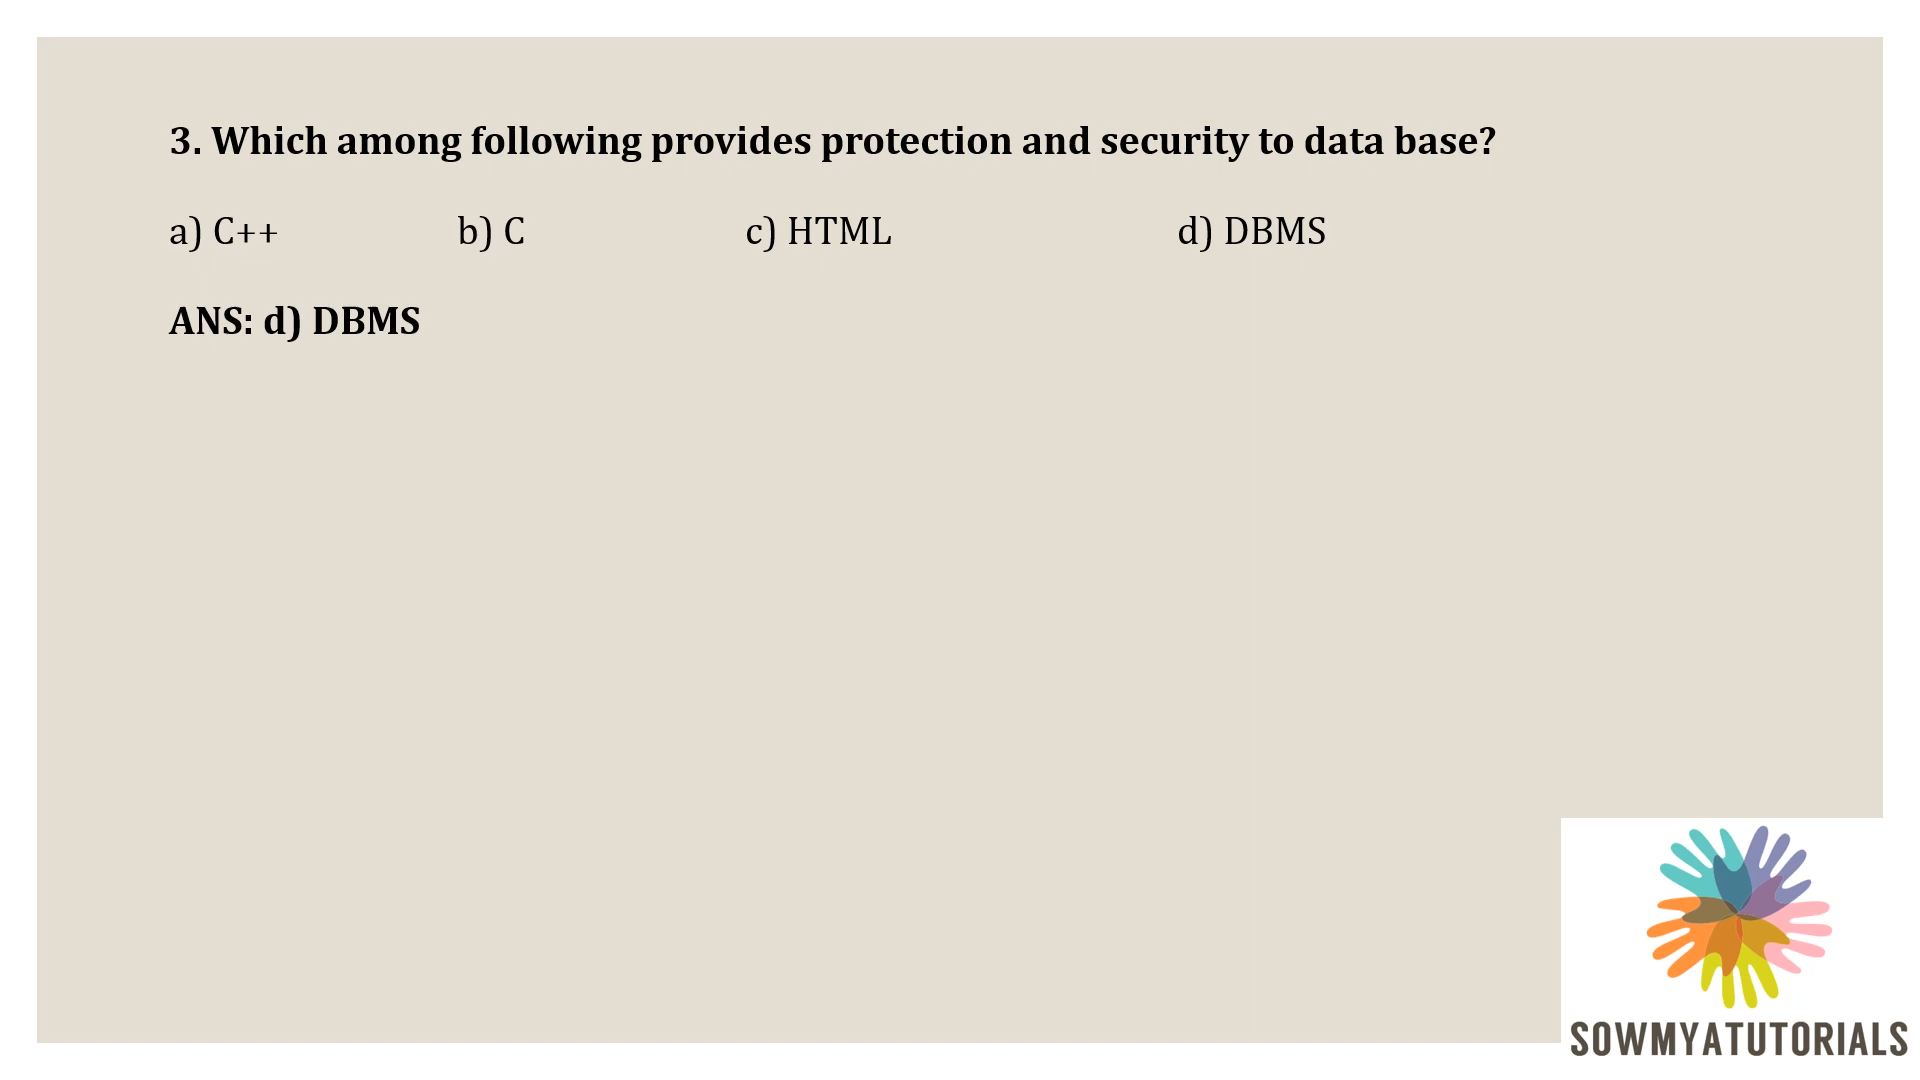 3. Which among following provides protection and security to data base?
a) C++ b) C c) HTML d) DBMS
ANS: d) DBMS
SOWMYATUTORIALS